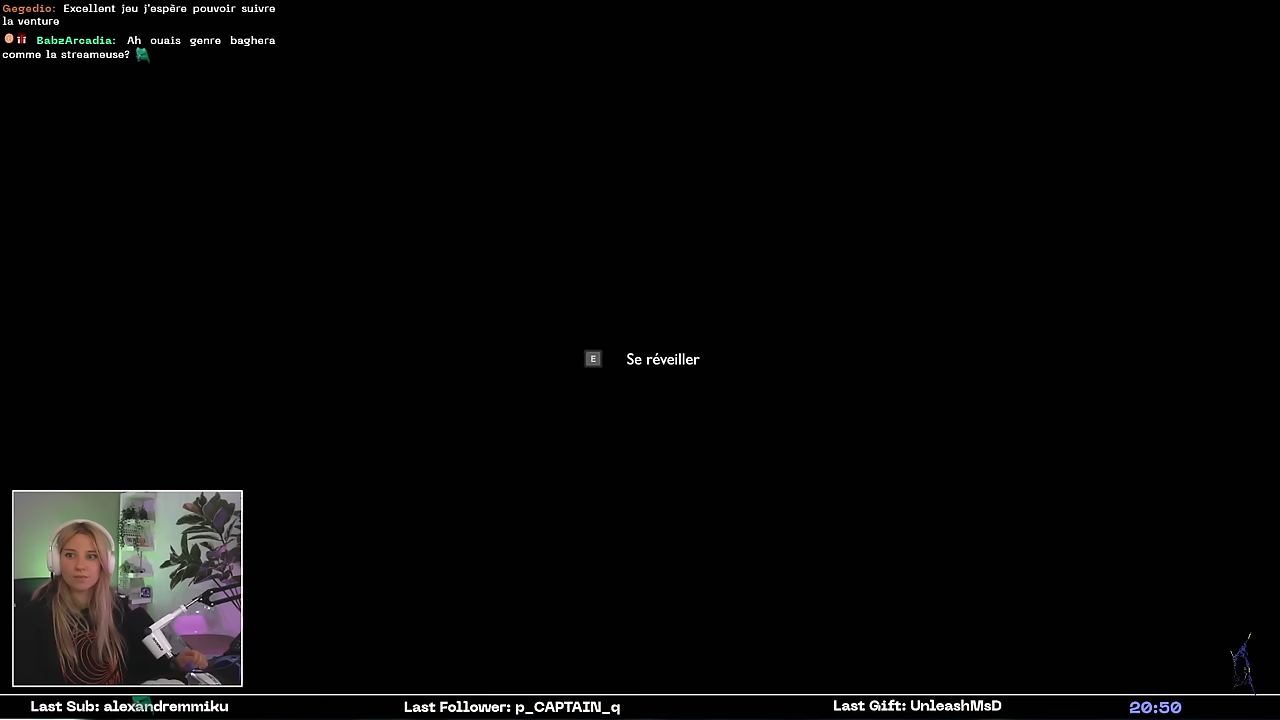 Gegedio: Excellent jeu j'espère pouvoir suivre
la venture
BabzArcadia: Ah ouais genre baghera
comme la streameuse?
E Se réveiller
Last Sub: alexandremmiku Last Follower: p_CAPTAIN_q Last Gift: UnleashMsD 20:50